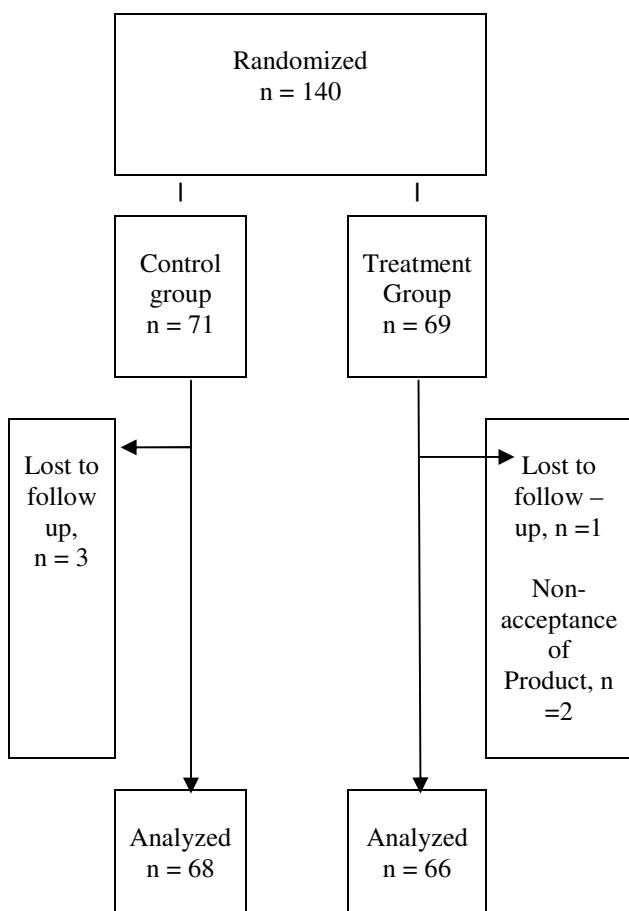 Randomized
n = 140
Control
group
n = 71
Treatment
Group
n = 69
Lost to
follow
up,
n = 3
Lost to
follow –
up, n =1
Non-
acceptance
of
Product, n
=2
Analyzed
n = 68
Analyzed
n = 66